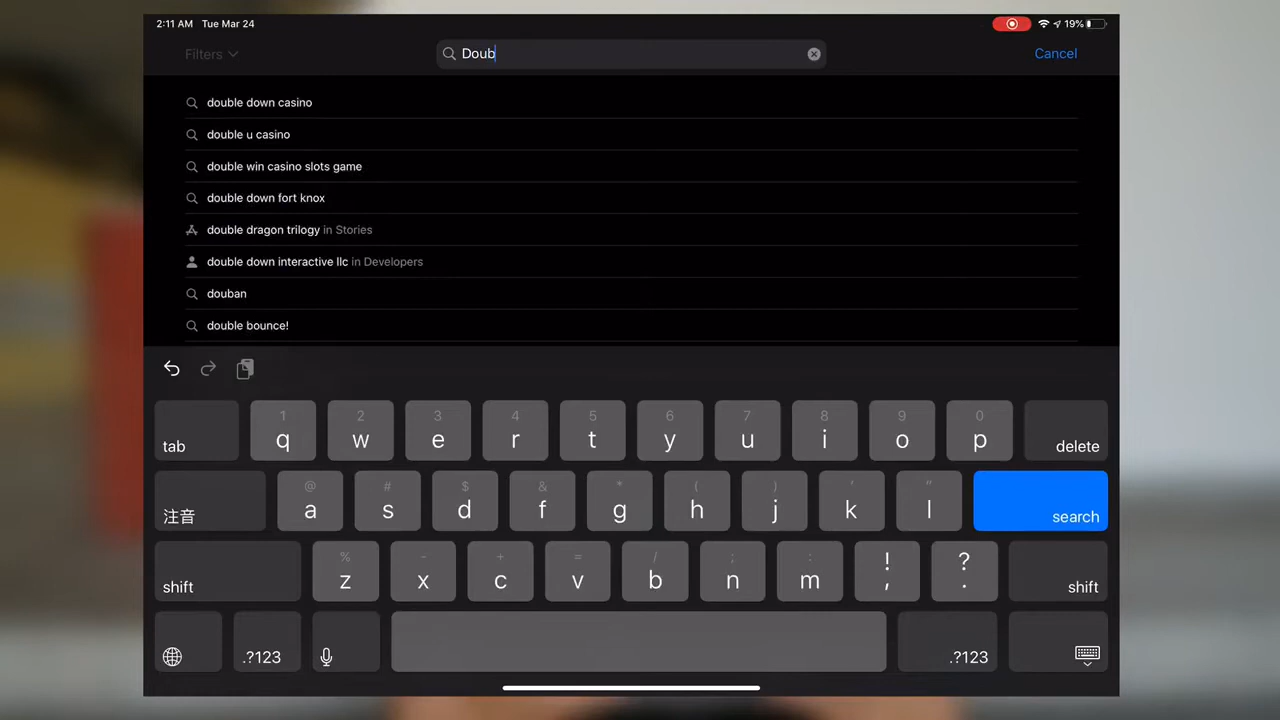 2:11 AM Tue Mar 24 19%
Filters Doub Cancel
double down casino
double u casino
double win casino slots game
double down fort knox
double dragon trilogy in Stories
double down interactive llc in Developers
douban
double bounce!
1 2 3 4 5 6 7 8 9 0
tab q w e r t y u i o p delete
@ # $ & * ( ) ' "
注音 a s d f g h j k l search
% - + = / ; : ! ?
shift z x c v b n m , . shift
.?123 .?123